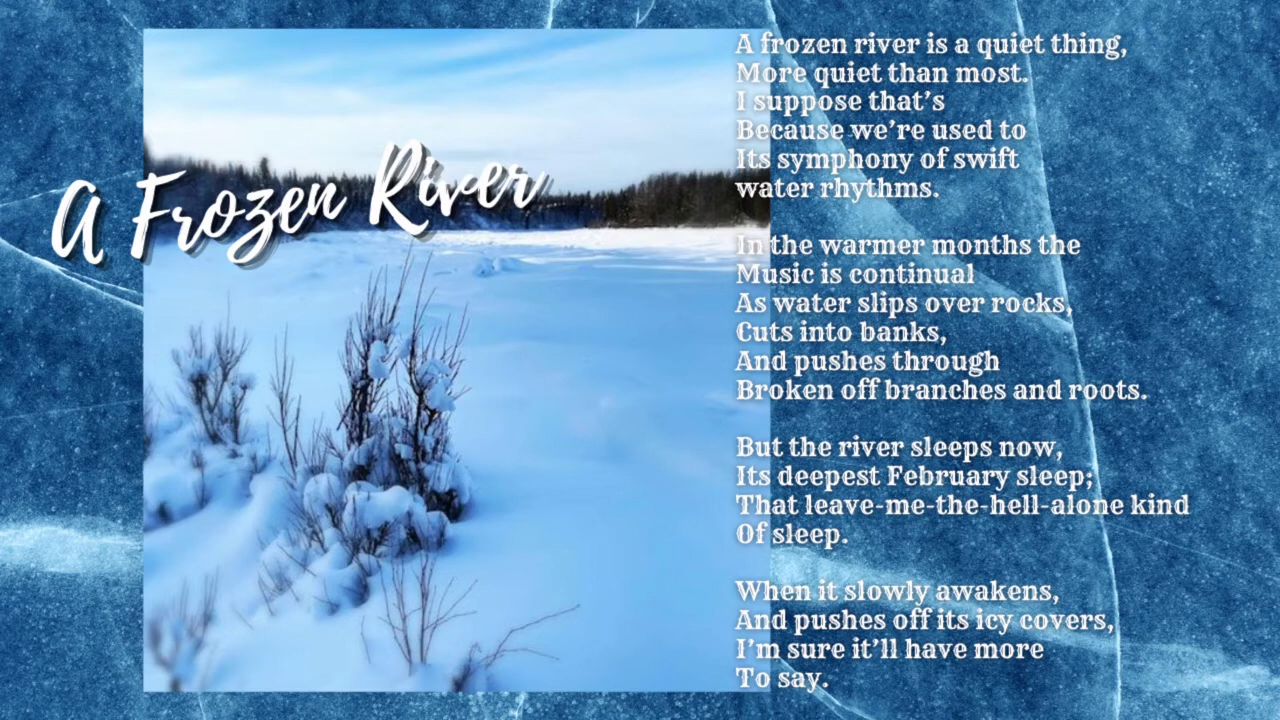 A Frozen River
A frozen river is a quiet thing,
More quiet than most.
I suppose that's
Because we're used to
Its symphony of swift
water rhythms.
In the warmer months the
Music is continual
As water slips over rocks,
Cuts into banks,
And pushes through
Broken off branches and roots.
But the river sleeps now,
Its deepest February sleep;
That leave-me-the-hell-alone kind
Of sleep.
When it slowly awakens,
And pushes off its icy covers,
I'm sure it'll have more
To say.